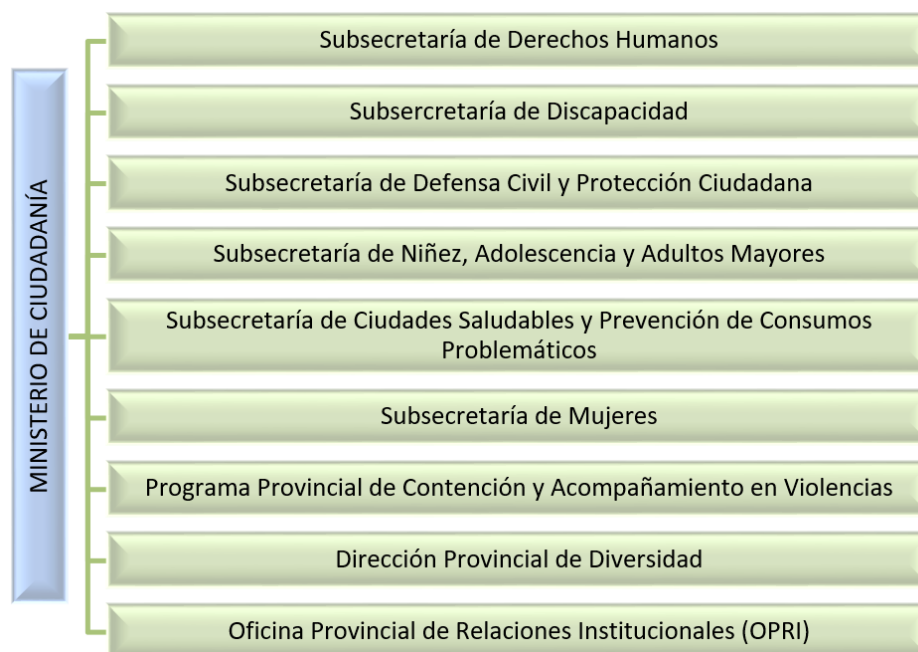 MINISTERIO DE CIUDADANÍA
Subsecretaría de Derechos Humanos
Subsercretaría de Discapacidad
Subsecretaría de Defensa Civil y Protección Ciudadana
Subsecretaría de Niñez, Adolescencia y Adultos Mayores
Subsecretaría de Ciudades Saludables y Prevención de Consumos
Problemáticos
Subsecretaría de Mujeres
Programa Provincial de Contención y Acompañamiento en Violencias
Dirección Provincial de Diversidad
Oficina Provincial de Relaciones Institucionales (OPRI)